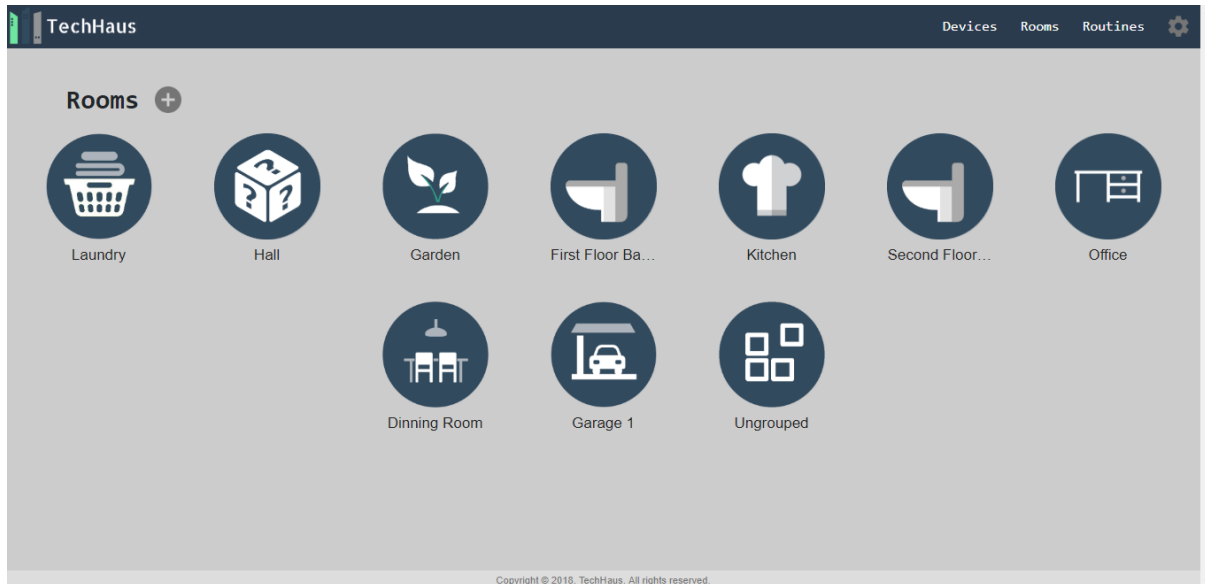 TechHaus
Devices Rooms Routines
Rooms
? ? ?
Laundry Hall Garden First Floor Ba... Kitchen Second Floor... Office
Dinning Room Garage 1 Ungrouped
Copyright © 2018. TechHaus. All rights reserved.